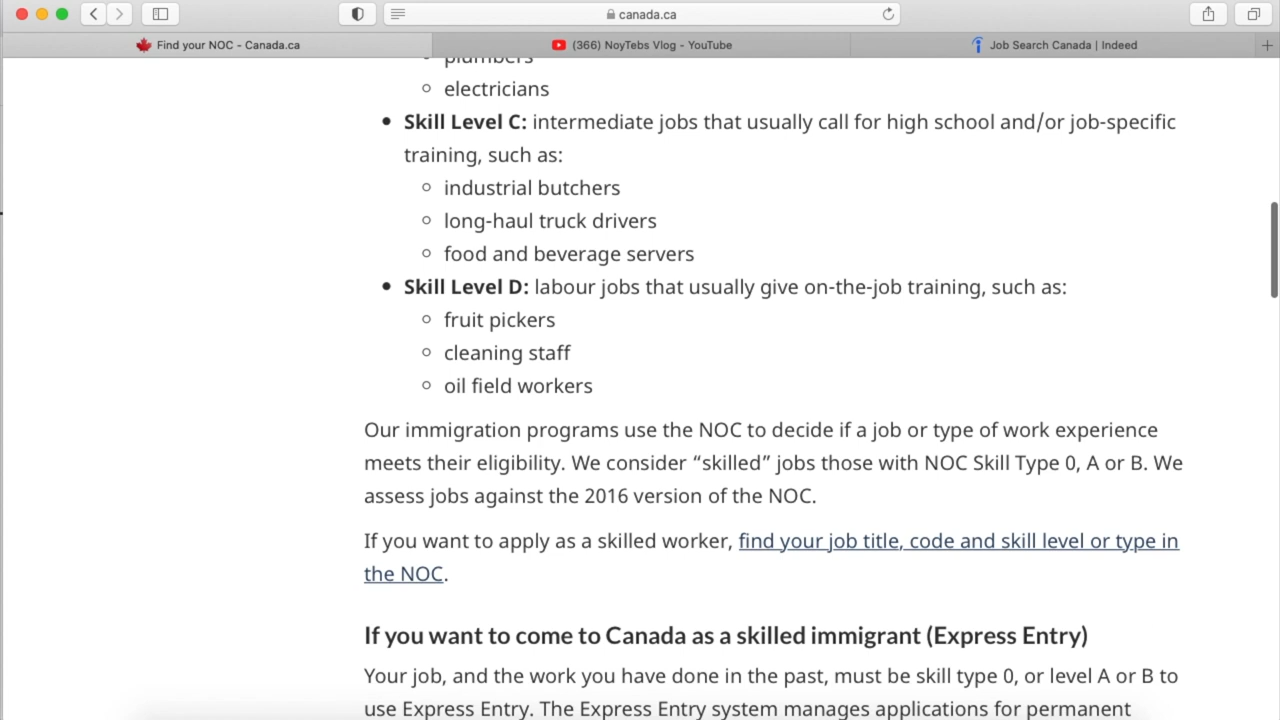 canada.ca
Find your NOC - Canada.ca
(366) NoyTebs Vlog - YouTube
Job Search Canada | Indeed
plumbers
electricians
Skill Level C: intermediate jobs that usually call for high school and/or job-specific
training, such as:
industrial butchers
long-haul truck drivers
food and beverage servers
Skill Level D: labour jobs that usually give on-the-job training, such as:
fruit pickers
cleaning staff
oil field workers
Our immigration programs use the NOC to decide if a job or type of work experience
meets their eligibility. We consider “skilled” jobs those with NOC Skill Type 0, A or B. We
assess jobs against the 2016 version of the NOC.
If you want to apply as a skilled worker, find your job title, code and skill level or type in
the NOC.
If you want to come to Canada as a skilled immigrant (Express Entry)
Your job, and the work you have done in the past, must be skill type 0, or level A or B to
use Express Entry. The Express Entry system manages applications for permanent